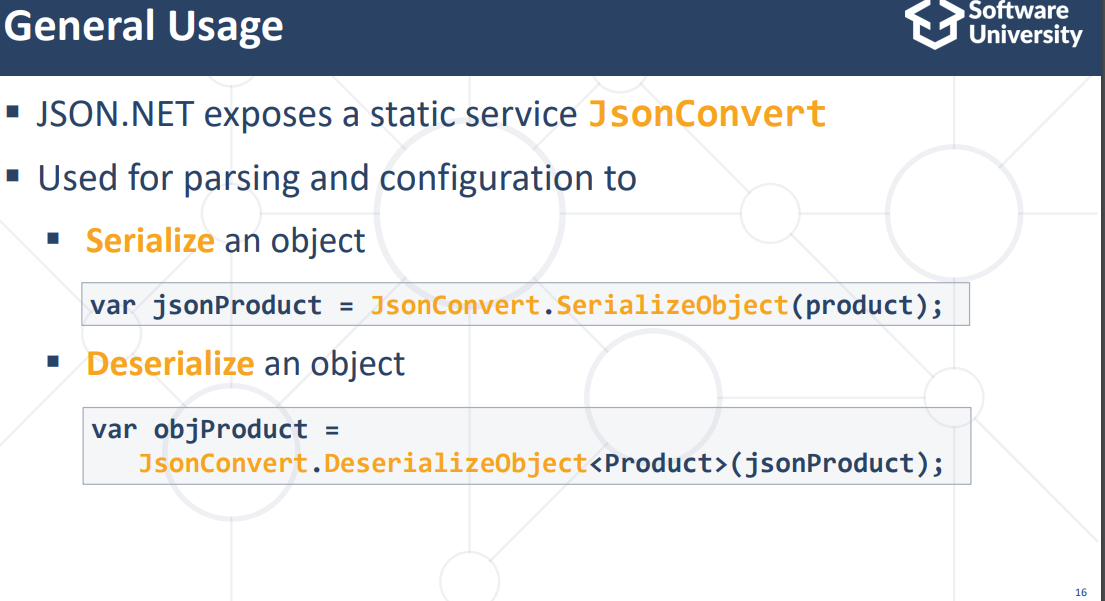 General Usage
Software
University
▪ JSON.NET exposes a static service JsonConvert
▪ Used for parsing and configuration to
▪ Serialize an object
var jsonProduct = JsonConvert.SerializeObject(product);
▪ Deserialize an object
var objProduct =
JsonConvert.DeserializeObject<Product>(jsonProduct);
16